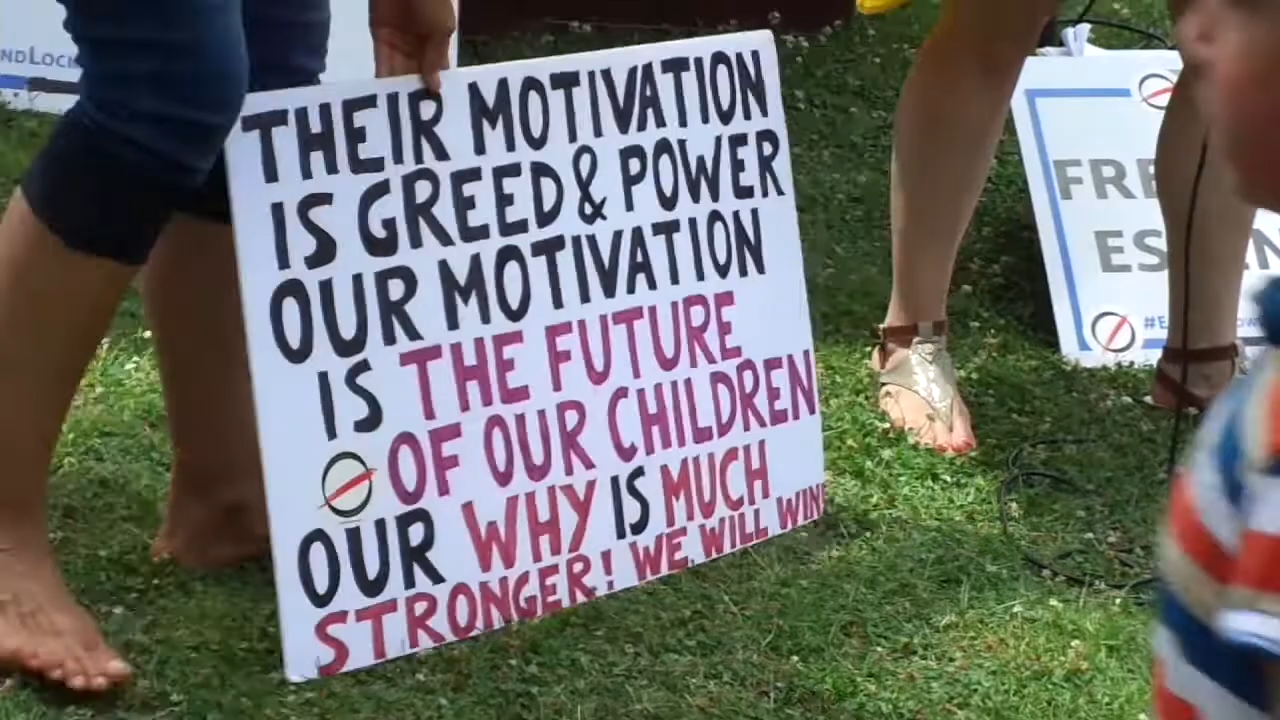 THEIR MOTIVATION
IS GREED & POWER
OUR MOTIVATION
IS THE FUTURE
OF OUR CHILDREN
OUR WHY IS MUCH
STRONGER! WE WILL WIN!